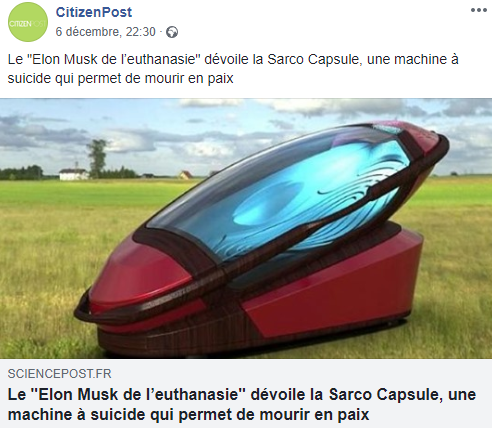 CitizenPost
6 décembre, 22:30 ·
Le "Elon Musk de l'euthanasie" dévoile la Sarco Capsule, une machine à
suicide qui permet de mourir en paix
CITIZENPOST
SCIENCEPOST.FR
Le "Elon Musk de l'euthanasie" dévoile la Sarco Capsule, une
machine à suicide qui permet de mourir en paix